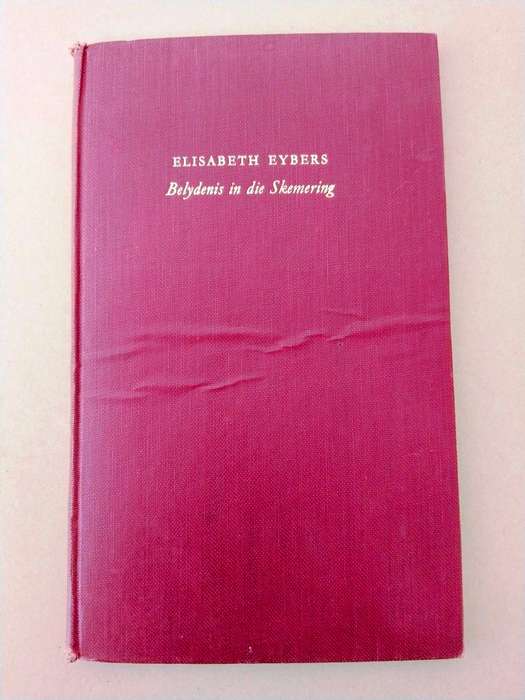 ELISABETH EYBERS
Belydenis in die Skemering